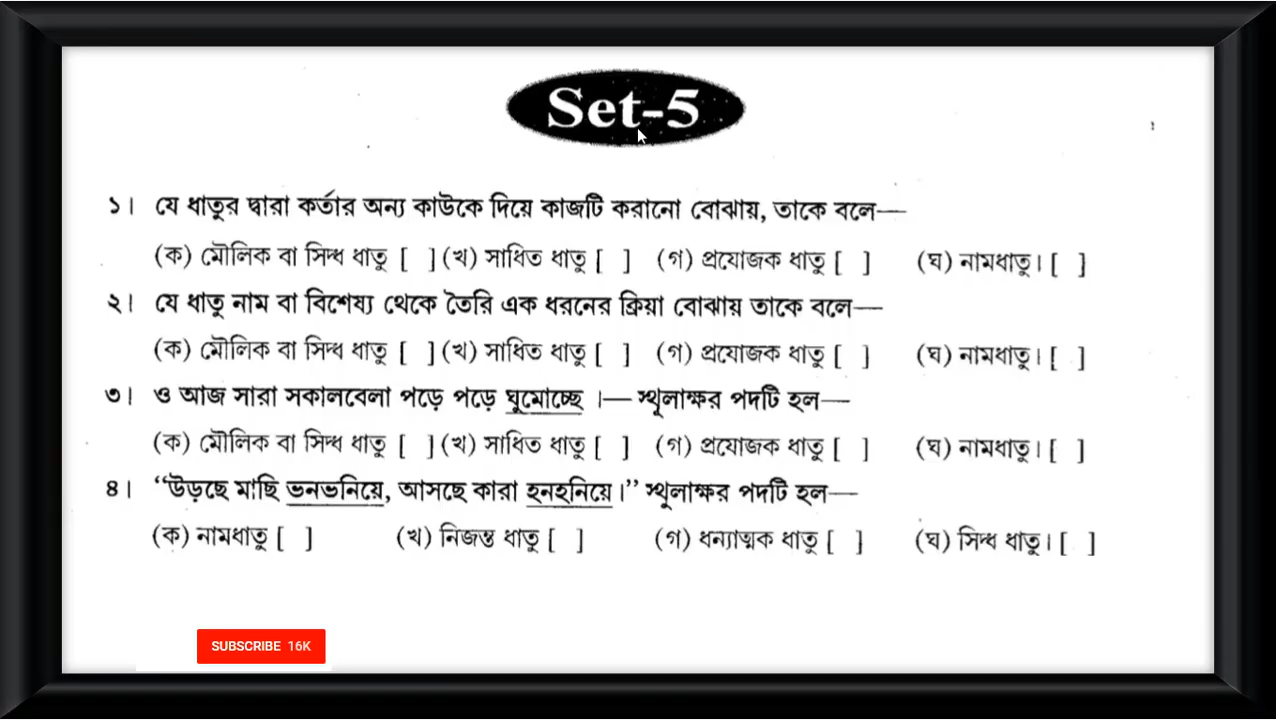 Set-5
১। যে ধাতুর দ্বারা কর্তার অন্য কাউকে দিয়ে কাজটি করানো বোঝায়, তাকে বলে—
(ক) মৌলিক বা সিদ্ধ ধাতু [ ] (খ) সাধিত ধাতু [ ] (গ) প্রযোজক ধাতু [ ] (ঘ) নামধাতু। [ ]
২। যে ধাতু নাম বা বিশেষ্য থেকে তৈরি এক ধরনের ক্রিয়া বোঝায় তাকে বলে—
(ক) মৌলিক বা সিদ্ধ ধাতু [ ] (খ) সাধিত ধাতু [ ] (গ) প্রযোজক ধাতু [ ] (ঘ) নামধাতু। [ ]
৩। ও আজ সারা সকালবেলা পড়ে পড়ে ঘুমোচ্ছে ।— স্থূলাক্ষর পদটি হল—
(ক) মৌলিক বা সিদ্ধ ধাতু [ ] (খ) সাধিত ধাতু [ ] (গ) প্রযোজক ধাতু [ ] (ঘ) নামধাতু। [ ]
৪। “উড়ছে মাছি ভনভনিয়ে, আসছে কারা হনহনিয়ে।” স্থূলাক্ষর পদটি হল—
(ক) নামধাতু [ ] (খ) নিজন্ত ধাতু [ ] (গ) ধন্যাত্মক ধাতু [ ] (ঘ) সিদ্ধ ধাতু। [ ]
SUBSCRIBE 16K